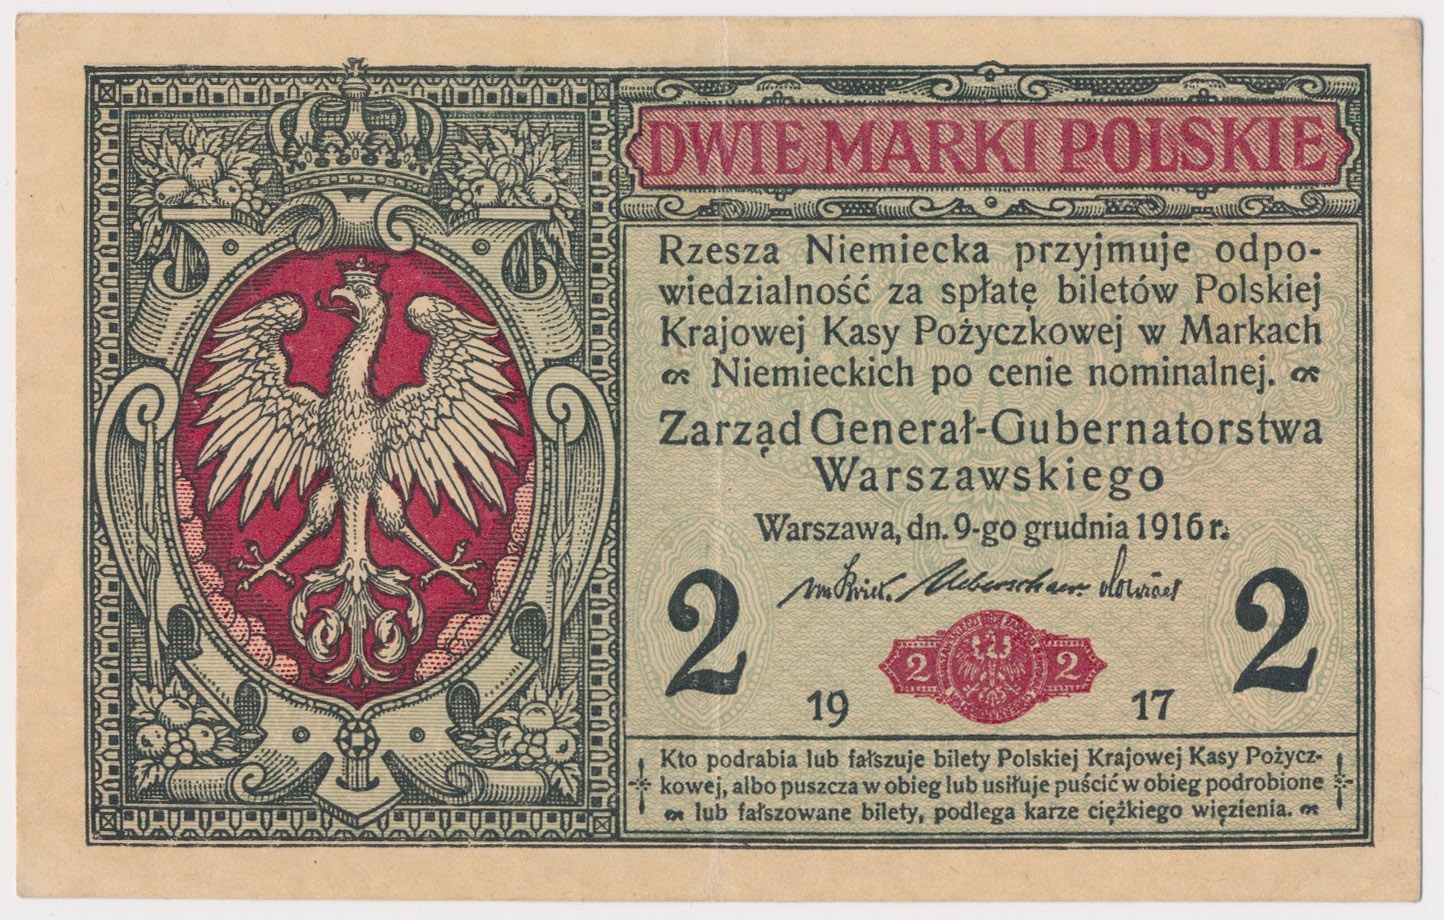 DWIE MARKI POLSKIE
Rzesza Niemiecka przyjmuje odpo-
wiedzialność za spłatę biletów Polskiej
Krajowej Kasy Pożyczkowej w Markach
Niemieckich po cenie nominalnej.
Zarząd Generał-Gubernatorstwa
Warszawskiego
Warszawa, dn. 9-go grudnia 1916 r.
2 2
2 2
19 17
Kto podrabia lub fałszuje bilety Polskiej Krajowej Kasy Pożycz-
kowej, albo puszcza w obieg lub usiłuje puścić w obieg podrobione
lub fałszowane bilety, podlega karze ciężkiego więzienia.